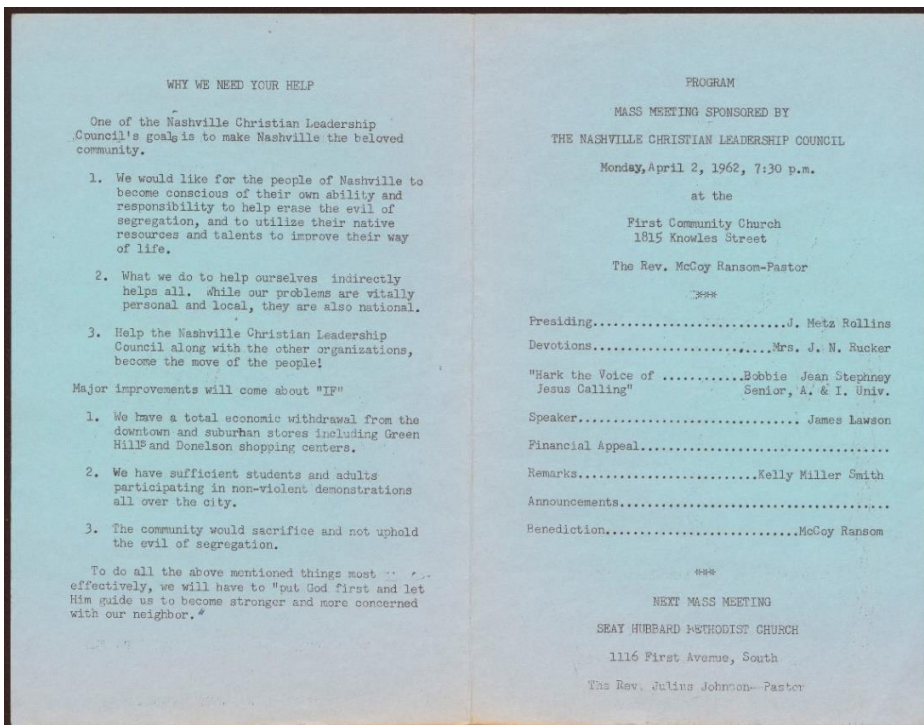 WHY WE NEED YOUR HELP
One of the Nashville Christian Leadership
Council's goals is to make Nashville the beloved
community.
1. We would like for the people of Nashville to
become conscious of their own ability and
responsibility to help erase the evil of
segregation, and to utilize their native
resources and talents to improve their way
of life.
2. What we do to help ourselves indirectly
helps all. While our problems are vitally
personal and local, they are also national.
3. Help the Nashville Christian Leadership
Council along with the other organizations,
become the move of the people!
Major improvements will come about "IF"
1. We have a total economic withdrawal from the
downtown and suburban stores including Green
Hills and Donelson shopping centers.
2. We have sufficient students and adults
participating in non-violent demonstrations
all over the city.
3. The community would sacrifice and not uphold
the evil of segregation.
To do all the above mentioned things most
effectively, we will have to "put God first and let
Him guide us to become stronger and more concerned
with our neighbor."
PROGRAM
MASS MEETING SPONSORED BY
THE NASHVILLE CHRISTIAN LEADERSHIP COUNCIL
Monday, April 2, 1962, 7:30 p.m.
at the
First Community Church
1815 Knowles Street
The Rev. McCoy Ransom-Pastor
***
Presiding............................J. Metz Rollins
Devotions..........................Mrs. J. N. Rucker
"Hark the Voice of ...........Bobbie Jean Stephney
Jesus Calling" Senior, A. & I. Univ.
Speaker............................... James Lawson
Financial Appeal....................................
Remarks..........................Kelly Miller Smith
Announcements.......................................
Benediction............................McCoy Ransom
***
NEXT MASS MEETING
SEAY HUBBARD METHODIST CHURCH
1116 First Avenue, South
The Rev. Julius Johnson-Pastor